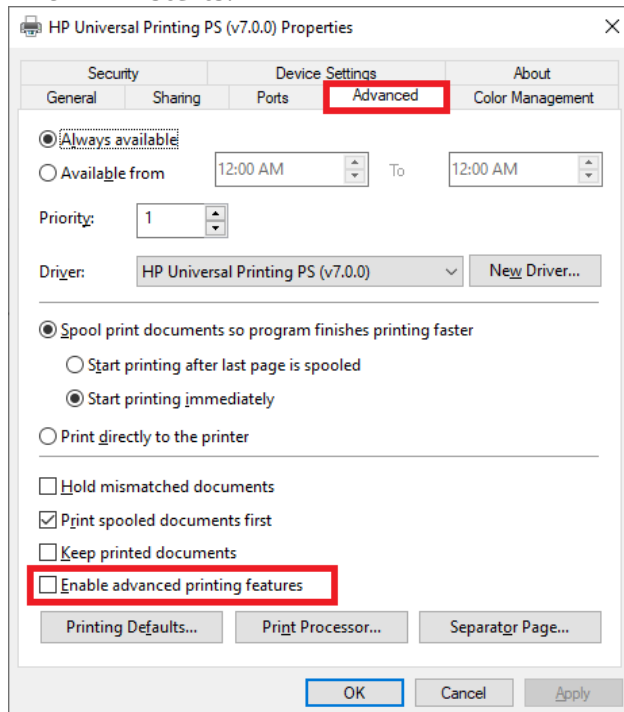 HP Universal Printing PS (v7.0.0) Properties
Security Device Settings About
General Sharing Ports Advanced Color Management
Always available
Available from 12:00 AM To 12:00 AM
Priority: 1
Driver: HP Universal Printing PS (v7.0.0) New Driver...
Spool print documents so program finishes printing faster
Start printing after last page is spooled
Start printing immediately
Print directly to the printer
Hold mismatched documents
Print spooled documents first
Keep printed documents
Enable advanced printing features
Printing Defaults... Print Processor... Separator Page...
OK Cancel Apply